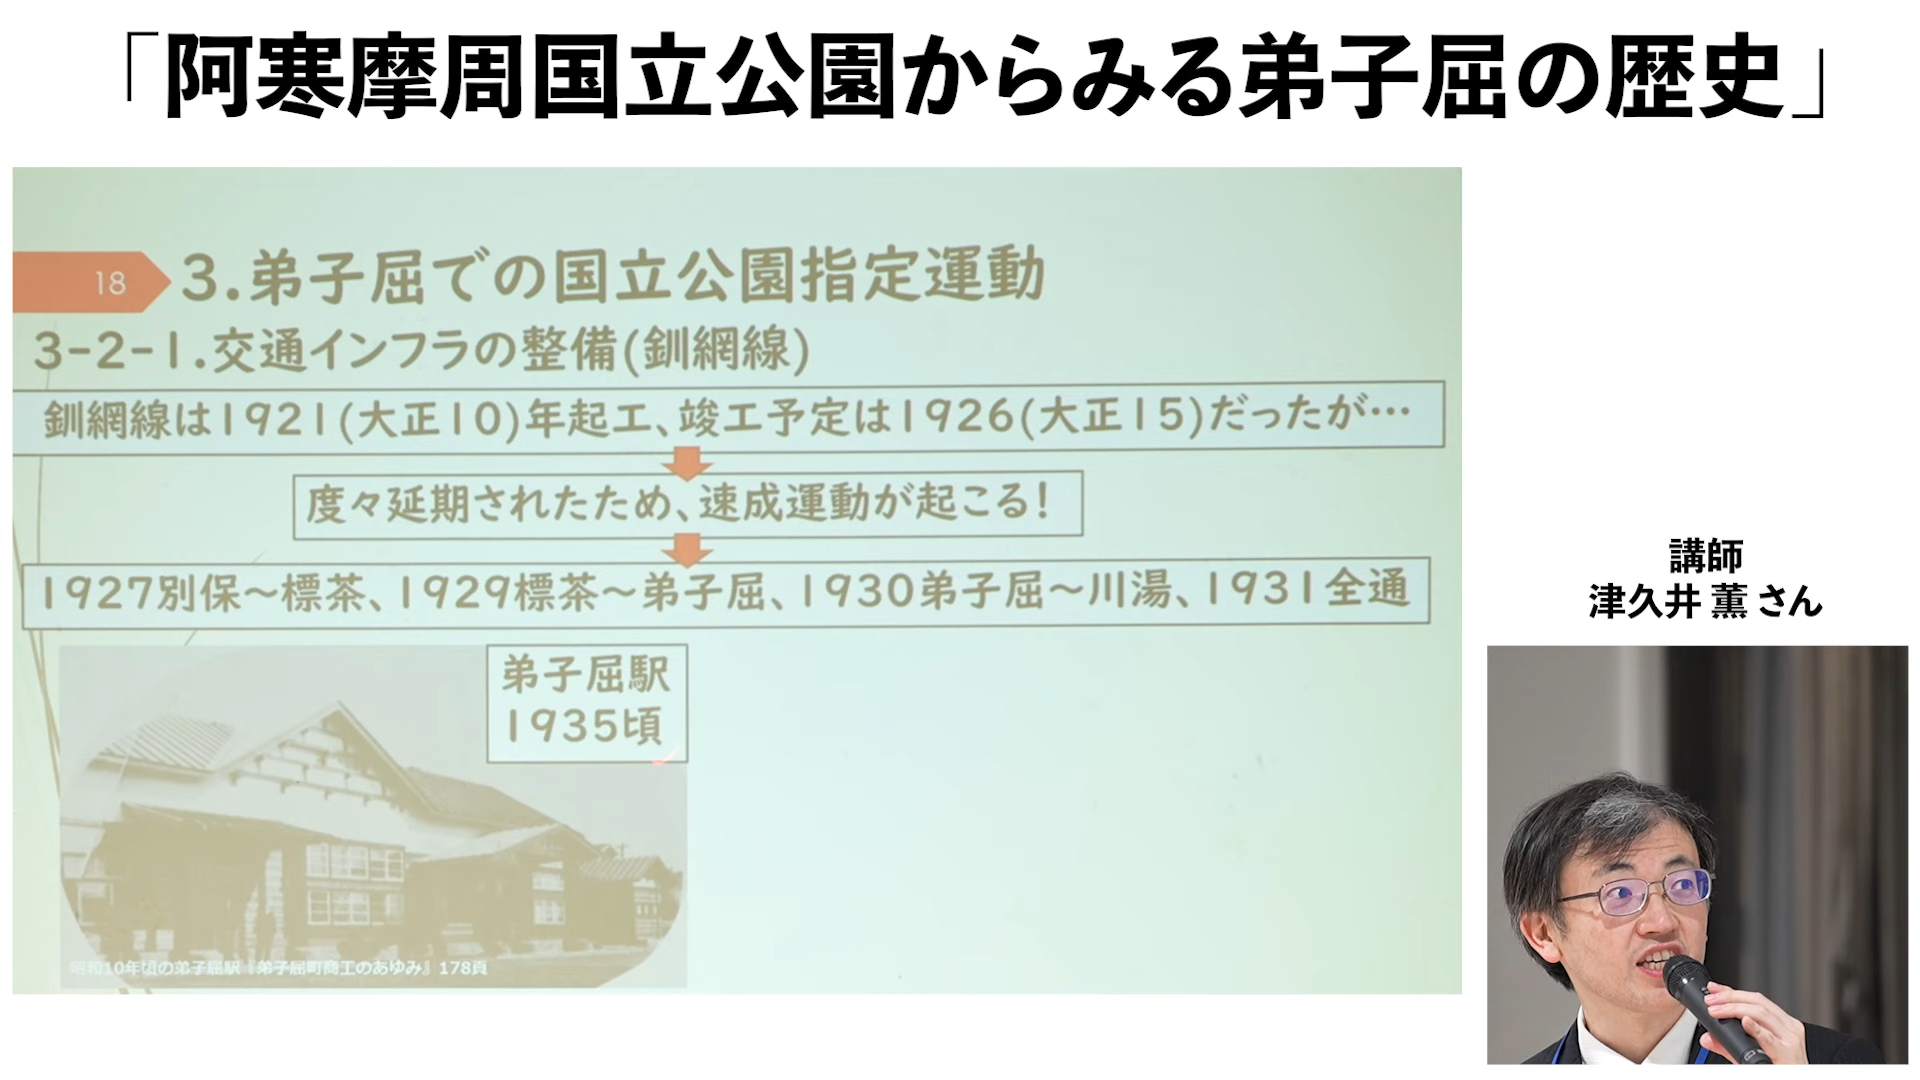 「阿寒摩周国立公園からみる弟子屈の歴史」
18
3.弟子屈での国立公園指定運動
3-2-1.交通インフラの整備(釧網線)
釧網線は1921(大正10)年起工、竣工予定は1926(大正15)だったが…
度々延期されたため、速成運動が起こる!
1927別保～標茶、1929標茶～弟子屈、1930弟子屈～川湯、1931全通
弟子屈駅
1935頃
昭和10年頃の弟子屈駅『弟子屈町商工のあゆみ』178頁
講師
津久井 薫 さん